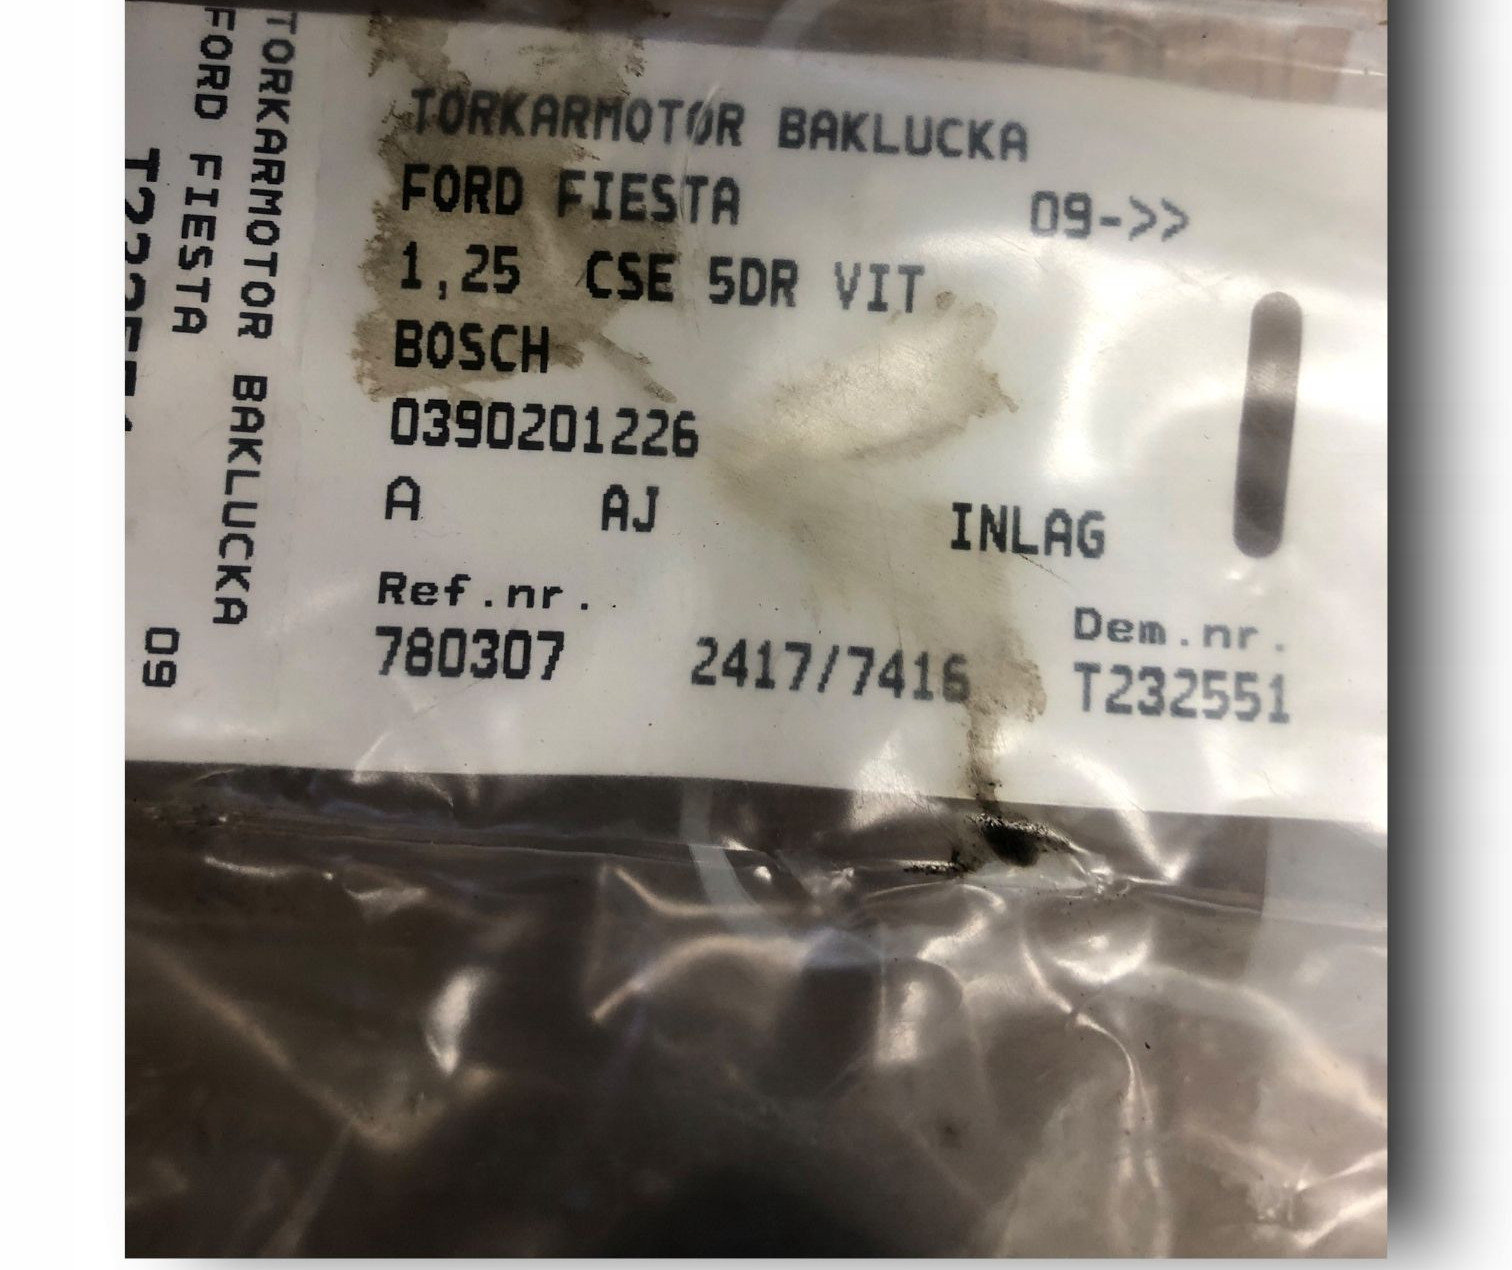 TORKARMOTOR BAKLUCKA
FORD FIESTA 09->>
1,25 CSE 5DR VIT
BOSCH
0390201226
A AJ INLAG
Ref.nr. Dem.nr.
780307 2417/7416 T232551
TORKARMOTOR BAKLUCKA
FORD FIESTA 09